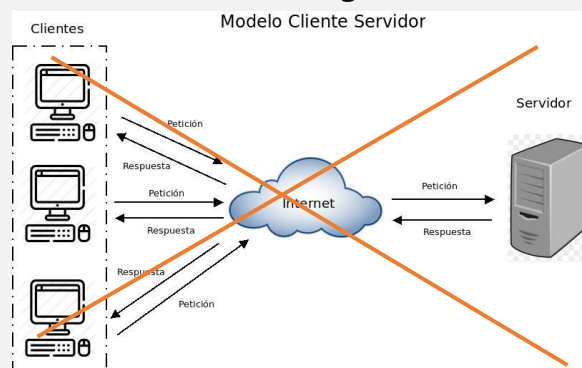 Modelo Cliente Servidor
Clientes
Servidor
Petición
Respuesta
Petición
Respuesta
Respuesta
Petición
Internet
Petición
Respuesta